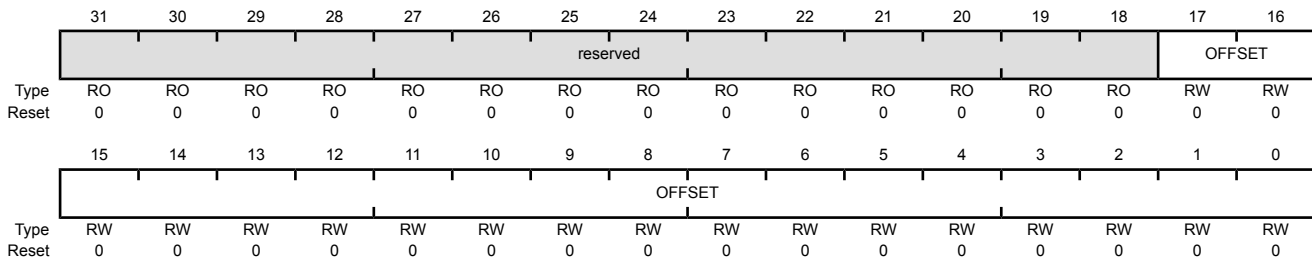 31 30 29 28 27 26 25 24 23 22 21 20 19 18 17 16
reserved OFFSET
Type RO RO RO RO RO RO RO RO RO RO RO RO RO RO RW RW
Reset 0 0 0 0 0 0 0 0 0 0 0 0 0 0 0 0
15 14 13 12 11 10 9 8 7 6 5 4 3 2 1 0
OFFSET
Type RW RW RW RW RW RW RW RW RW RW RW RW RW RW RW RW
Reset 0 0 0 0 0 0 0 0 0 0 0 0 0 0 0 0